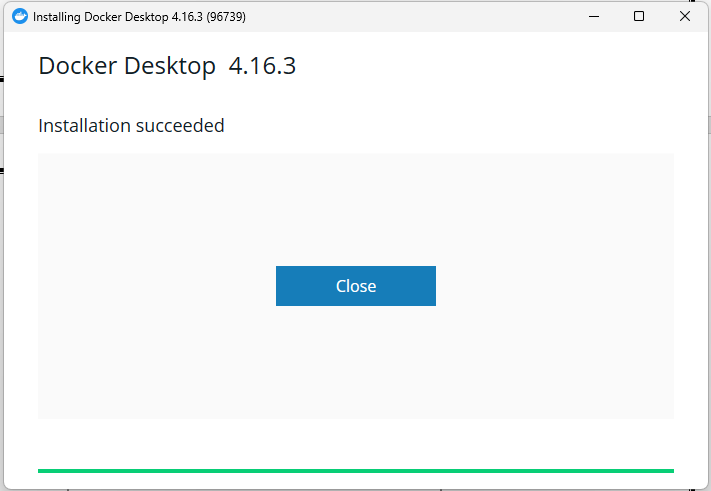 Installing Docker Desktop 4.16.3 (96739)
Docker Desktop 4.16.3
Installation succeeded
Close